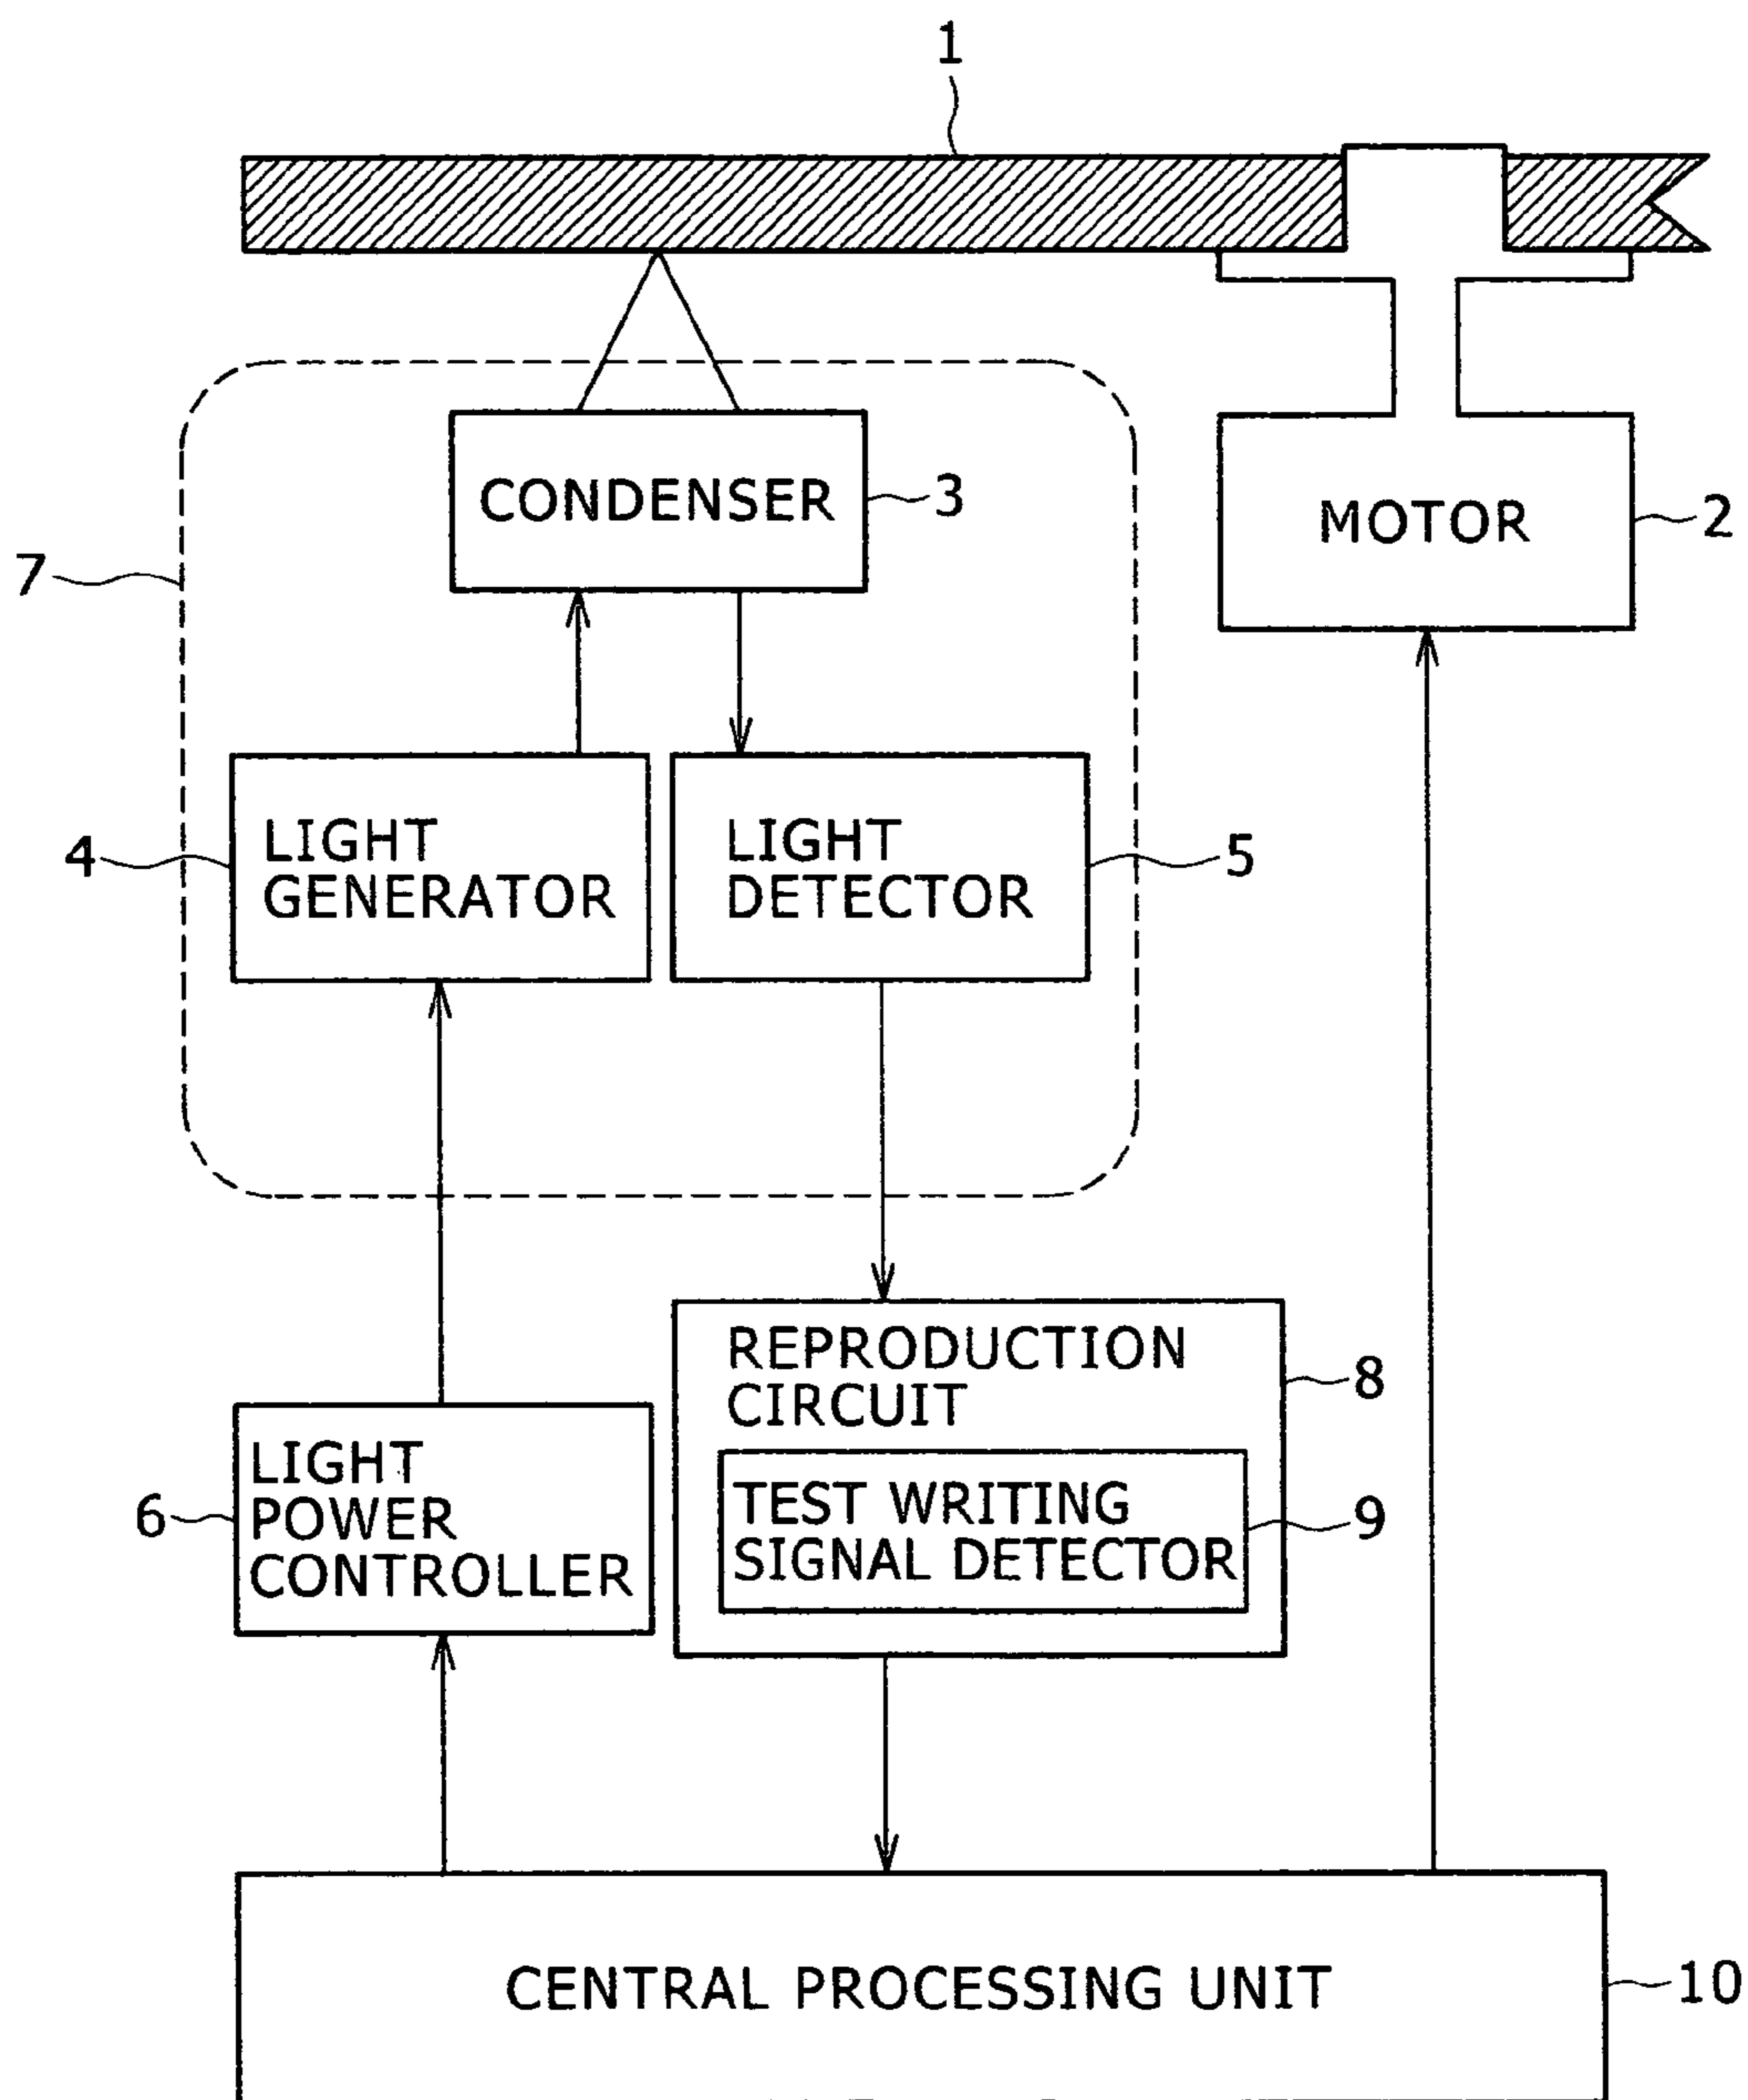 1
CONDENSER
3
MOTOR
2
7
LIGHT
GENERATOR
4
LIGHT
DETECTOR
5
REPRODUCTION
CIRCUIT
8
LIGHT
POWER
CONTROLLER
6
TEST WRITING
SIGNAL DETECTOR
9
CENTRAL PROCESSING UNIT
10